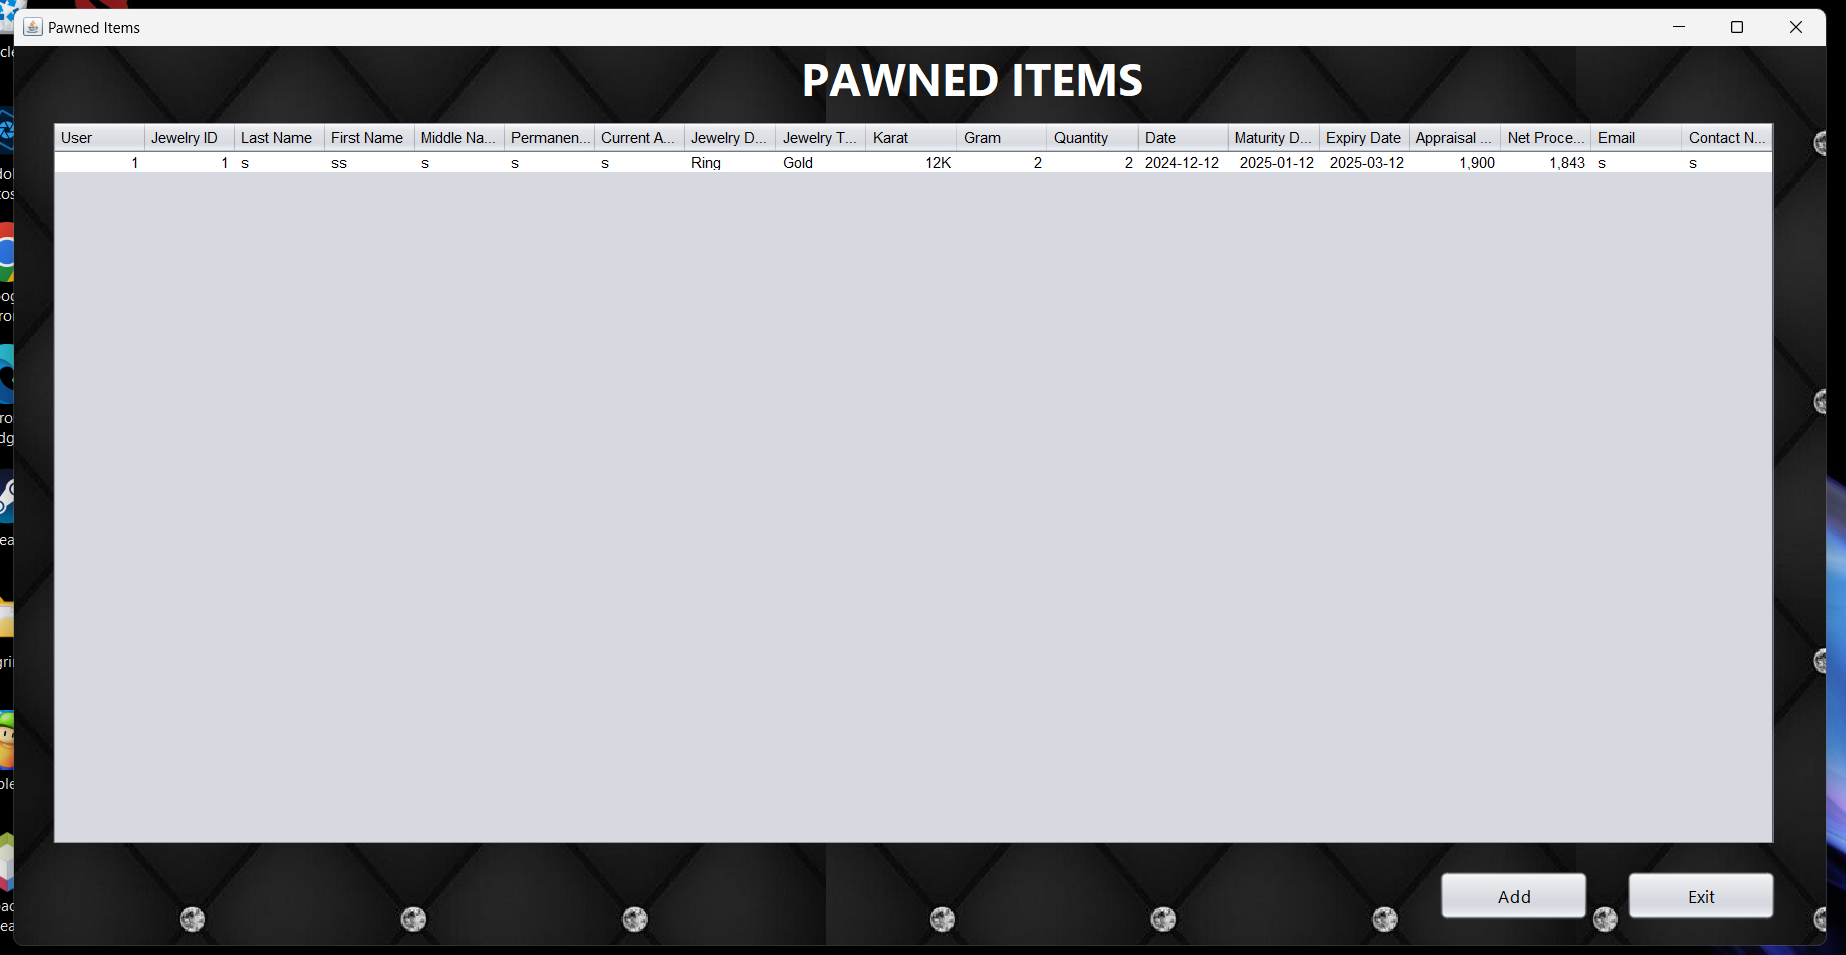 Pawned Items
PAWNED ITEMS
User Jewelry ID Last Name First Name Middle Na... Permanen... Current A... Jewelry D... Jewelry T... Karat Gram Quantity Date Maturity D... Expiry Date Appraisal ... Net Proce... Email Contact N...
1 1 s ss s s s Ring Gold 12K 2 2 2024-12-12 2025-01-12 2025-03-12 1,900 1,843 s s
Add Exit